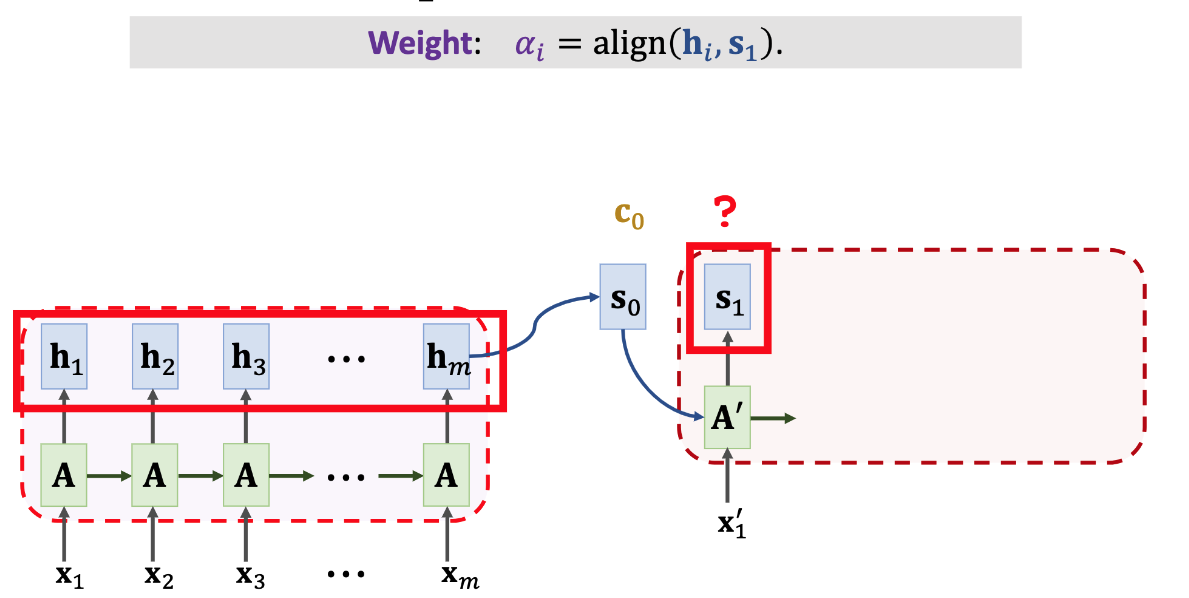 Weight: αᵢ = align(𝐡ᵢ, 𝐬₁).
𝐜₀ ?
𝐬₀ 𝐬₁
𝐡₁ 𝐡₂ 𝐡₃ ⋯ 𝐡ₘ
𝐀′
𝐀 𝐀 𝐀 ⋯ 𝐀
𝐱′₁
𝐱₁ 𝐱₂ 𝐱₃ ⋯ 𝐱ₘ